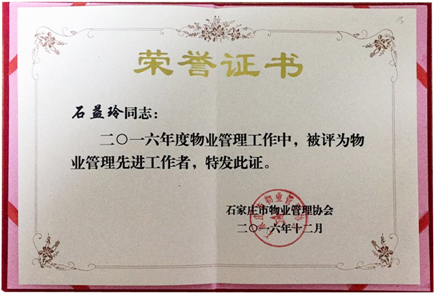 荣誉证书
石益玲同志：
二〇一六年度物业管理工作中，被评为物
业管理先进工作者，特发此证。
石家庄市物业管理协会
二〇一六年十二月